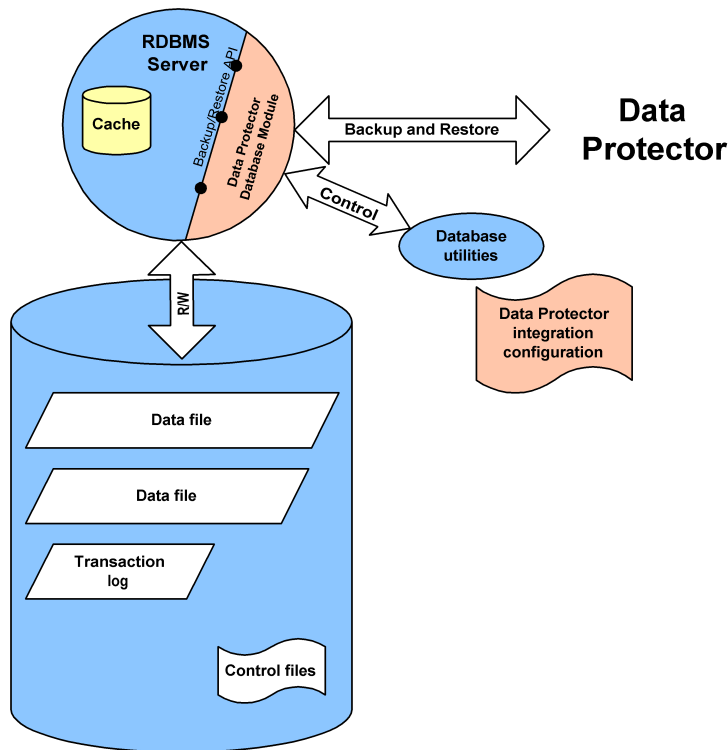 RDBMS
Server
Cache
Backup/Restore API
Data Protector
Database Module
Backup and Restore
Data
Protector
Control
Database
utilities
Data Protector
integration
configuration
R/W
Data file
Data file
Transaction
log
Control files